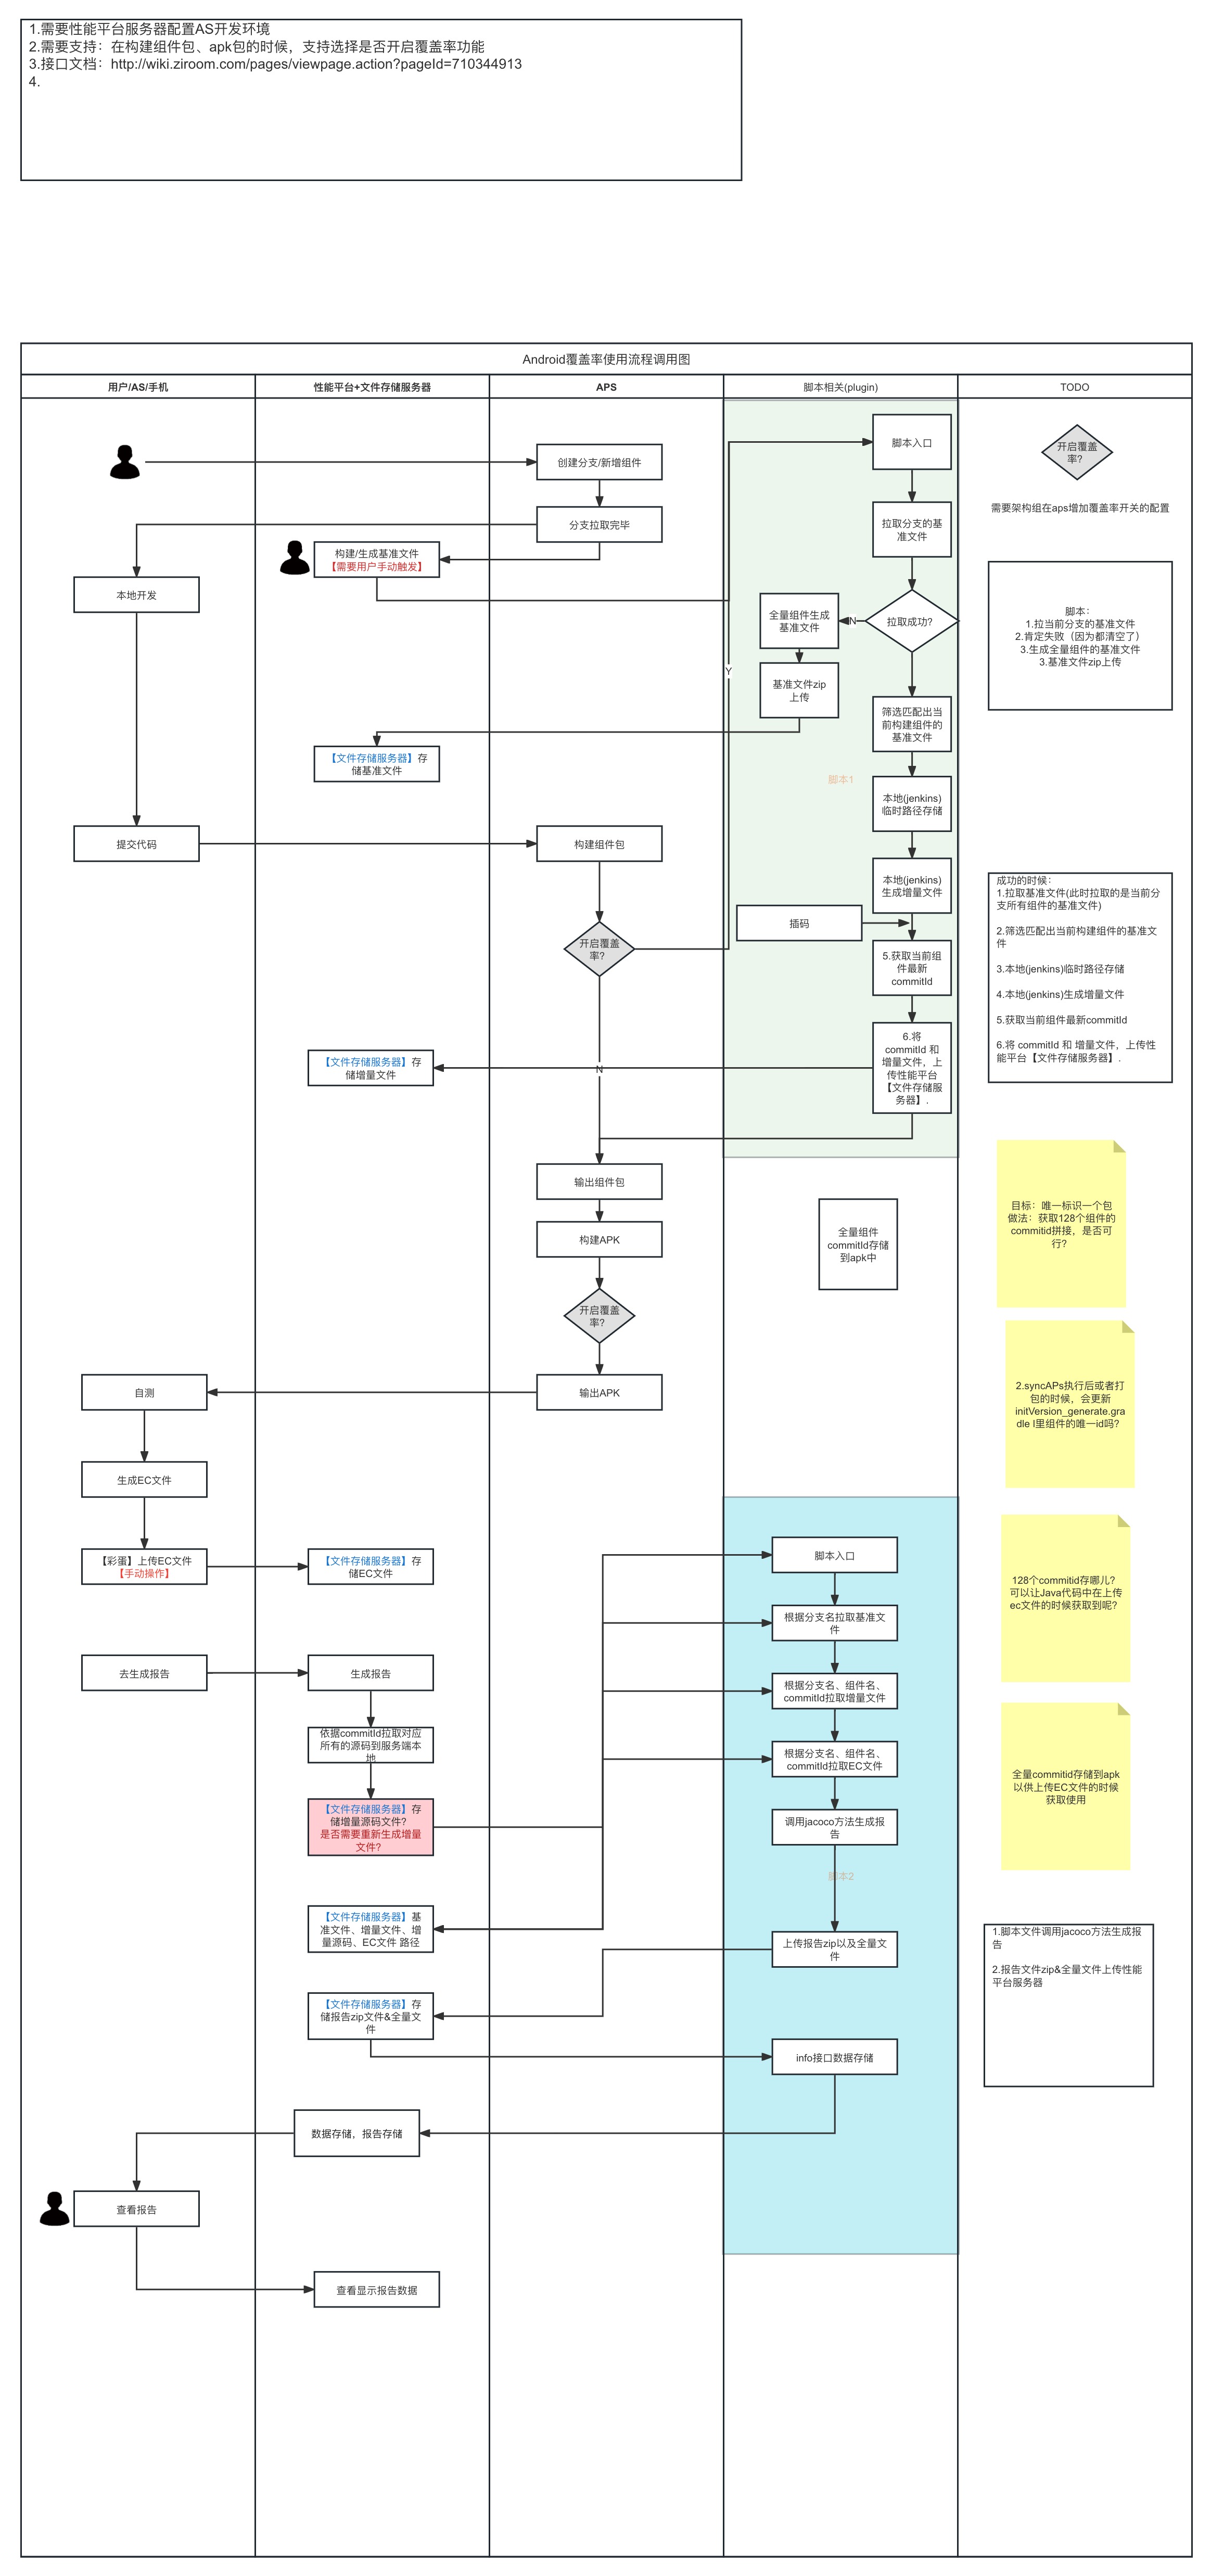 1.需要性能平台服务器配置AS开发环境
2.需要支持：在构建组件包、apk包的时候，支持选择是否开启覆盖率功能
3.接口文档：http://wiki.ziroom.com/pages/viewpage.action?pageId=710344913
4.
Android覆盖率使用流程调用图
用户/AS/手机
性能平台+文件存储服务器
APS
脚本相关(plugin)
TODO
脚本入口
开启覆盖
率?
创建分支/新增组件
需要架构组在aps增加覆盖率开关的配置
分支拉取完毕
拉取分支的基
准文件
构建/生成基准文件
【需要用户手动触发】
本地开发
全量组件生成
基准文件
N
拉取成功?
脚本：
1.拉当前分支的基准文件
2.肯定失败（因为都清空了）
3.生成全量组件的基准文件
3.基准文件zip上传
Y
基准文件zip
上传
筛选匹配出当
前构建组件的
基准文件
【文件存储服务器】存
储基准文件
脚本1
本地(jenkins)
临时路径存储
提交代码
构建组件包
本地(jenkins)
生成增量文件
成功的时候：
1.拉取基准文件(此时拉取的是当前分
支所有组件的基准文件)
2.筛选匹配出当前构建组件的基准文
件
3.本地(jenkins)临时路径存储
4.本地(jenkins)生成增量文件
5.获取当前组件最新commitId
6.将 commitId 和 增量文件，上传性
能平台【文件存储服务器】.
插码
开启覆盖
率?
5.获取当前组
件最新
commitId
【文件存储服务器】存
储增量文件
N
6.将
commitId 和
增量文件，上
传性能平台
【文件存储服
务器】.
输出组件包
构建APK
全量组件
commitId存储
到apk中
目标：唯一标识一个包
做法：获取128个组件的
commitid拼接，是否可
行?
开启覆盖
率?
自测
输出APK
2.syncAPs执行后或者打
包的时候，会更新
initVersion_generate.gra
dle l里组件的唯一id吗?
生成EC文件
【彩蛋】上传EC文件
【手动操作】
【文件存储服务器】存
储EC文件
脚本入口
128个commitid存哪儿?
可以让Java代码中在上传
ec文件的时候获取到呢?
根据分支名拉取基准文
件
去生成报告
生成报告
根据分支名、组件名、
commitId拉取增量文件
依据commitId拉取对应
所有的源码到服务端本
地
根据分支名、组件名、
commitId拉取EC文件
全量commitid存储到apk
以供上传EC文件的时候
获取使用
【文件存储服务器】存
储增量源码文件?
是否需要重新生成增量
文件?
调用jacoco方法生成报
告
脚本2
【文件存储服务器】基
准文件、增量文件、增
量源码、EC文件 路径
上传报告zip以及全量文
件
1.脚本文件调用jacoco方法生成报
告
2.报告文件zip&全量文件上传性能
平台服务器
【文件存储服务器】存
储报告zip文件&全量文
件
info接口数据存储
数据存储，报告存储
查看报告
查看显示报告数据